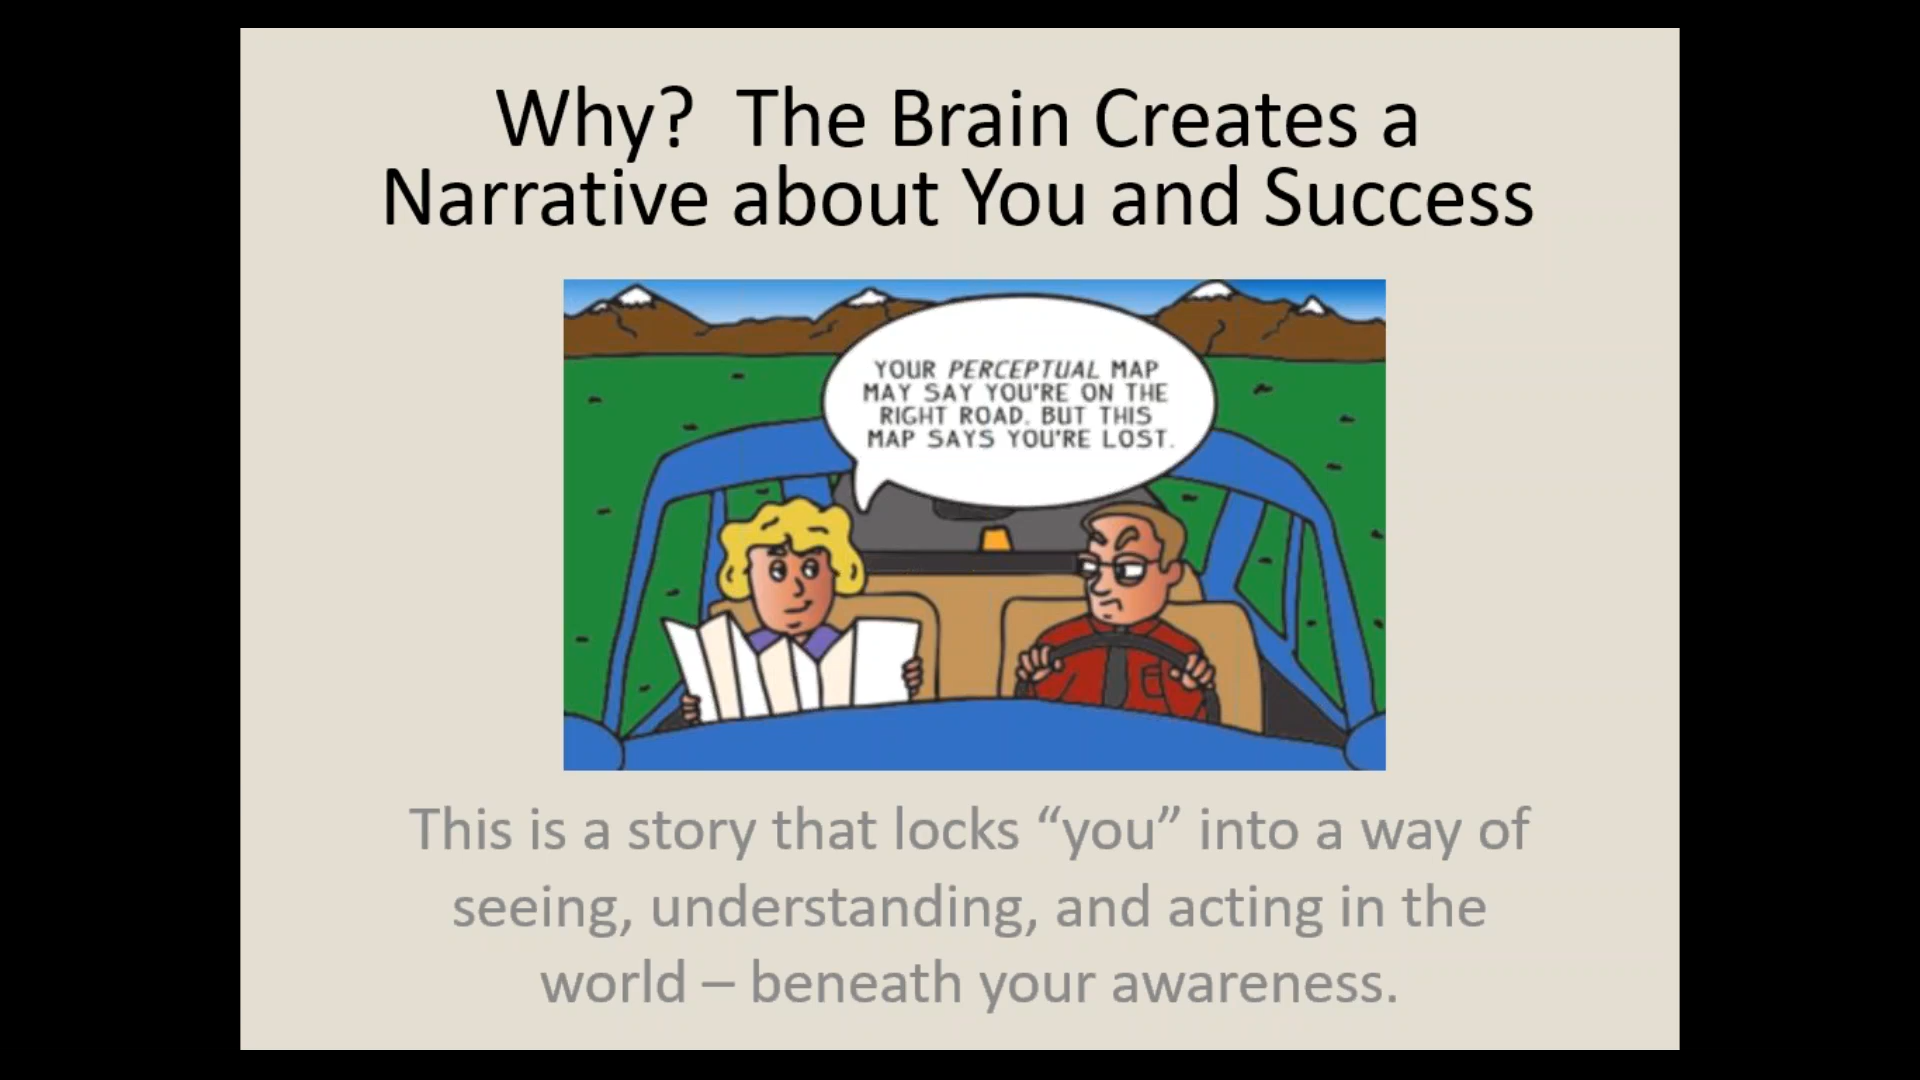 Why?  The Brain Creates a
Narrative about You and Success
YOUR PERCEPTUAL MAP
MAY SAY YOU'RE ON THE
RIGHT ROAD. BUT THIS
MAP SAYS YOU'RE LOST.
This is a story that locks “you” into a way of
seeing, understanding, and acting in the
world – beneath your awareness.